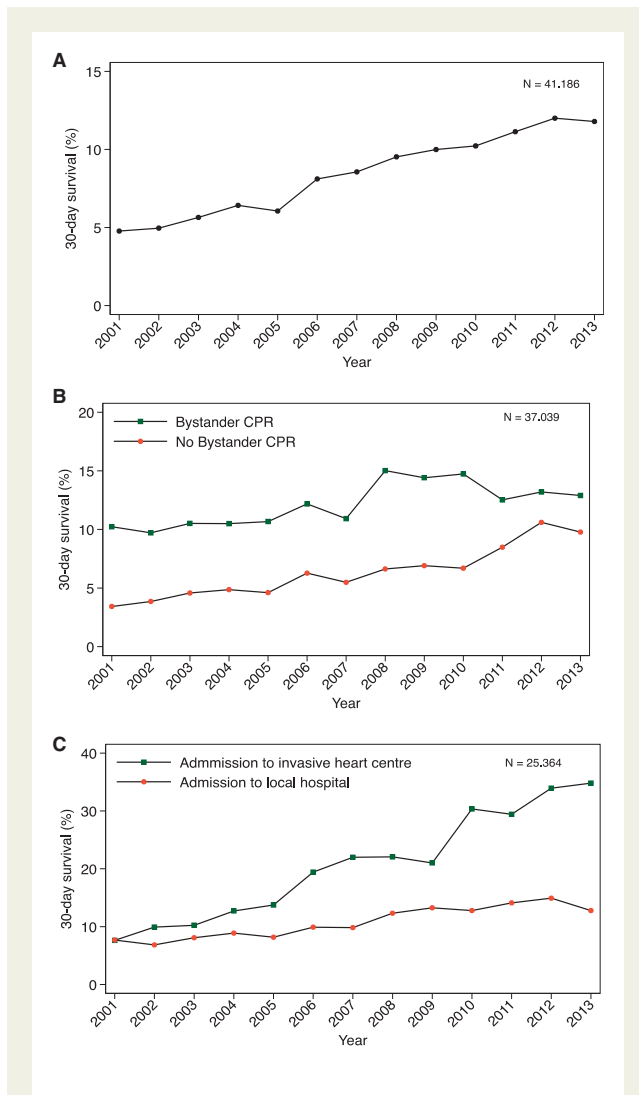 A
15
N = 41.186
10
5
0
30-day survival (%)
2001 2002 2003 2004 2005 2006 2007 2008 2009 2010 2011 2012 2013
Year
B
20
Bystander CPR
N = 37.039
No Bystander CPR
15
10
5
0
30-day survival (%)
2001 2002 2003 2004 2005 2006 2007 2008 2009 2010 2011 2012 2013
Year
C
40
Admmission to invasive heart centre
N = 25.364
Admission to local hospital
30
20
10
0
30-day survival (%)
2001 2002 2003 2004 2005 2006 2007 2008 2009 2010 2011 2012 2013
Year